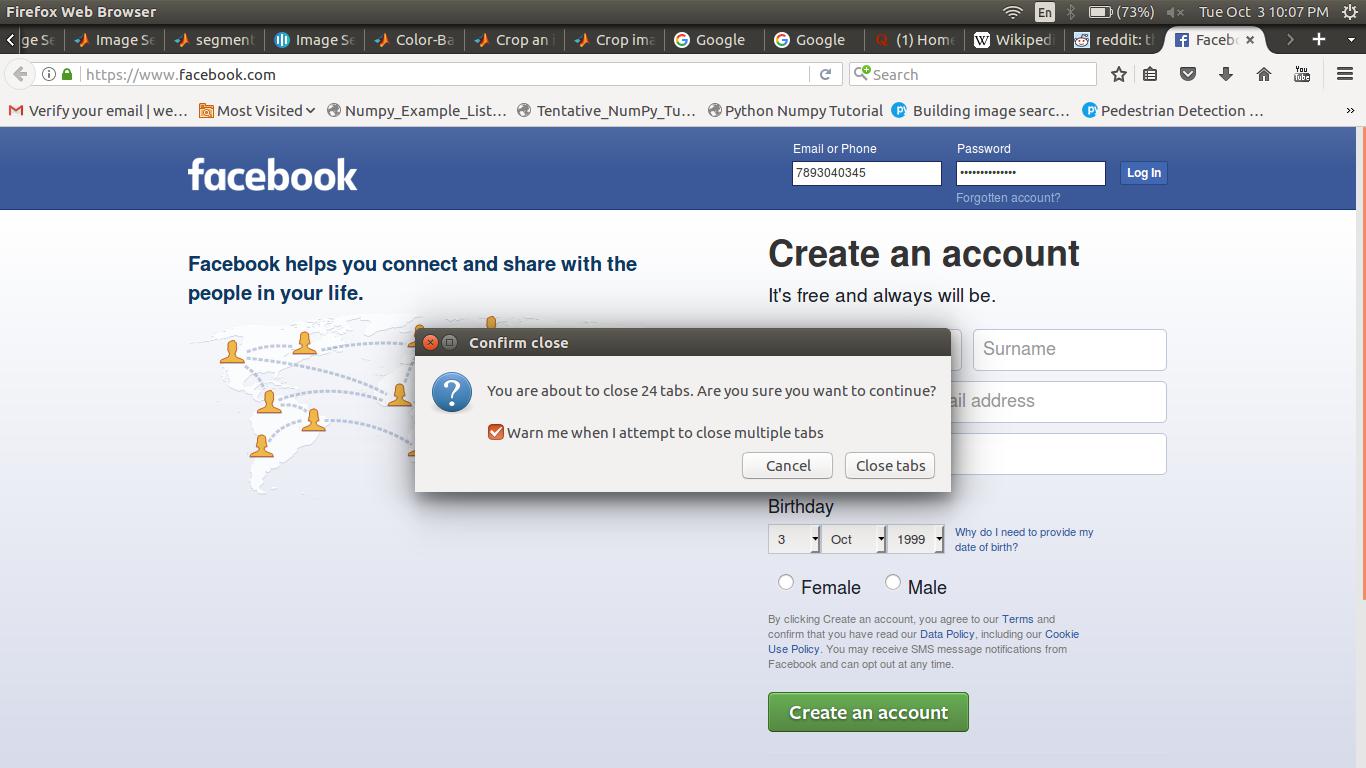 Firefox Web Browser
En
(73%)
Tue Oct 3 10:07 PM
ge Se
Image Se
segment
Image Se
Color-Ba
Crop an i
Crop ima
Google
Google
(1) Home
Wikipedi
reddit: th
Faceb
https://www.facebook.com
Search
You
Tube
Verify your email | we...
Most Visited
Numpy_Example_List...
Tentative_NumPy_Tu...
Python Numpy Tutorial
Building image searc...
Pedestrian Detection ...
facebook
Email or Phone
Password
7893040345
Log In
Forgotten account?
Facebook helps you connect and share with the
people in your life.
Create an account
It's free and always will be.
Surname
ail address
Confirm close
You are about to close 24 tabs. Are you sure you want to continue?
Warn me when I attempt to close multiple tabs
Cancel
Close tabs
Birthday
3
Oct
1999
Why do I need to provide my
date of birth?
Female
Male
By clicking Create an account, you agree to our Terms and
confirm that you have read our Data Policy, including our Cookie
Use Policy. You may receive SMS message notifications from
Facebook and can opt out at any time.
Create an account